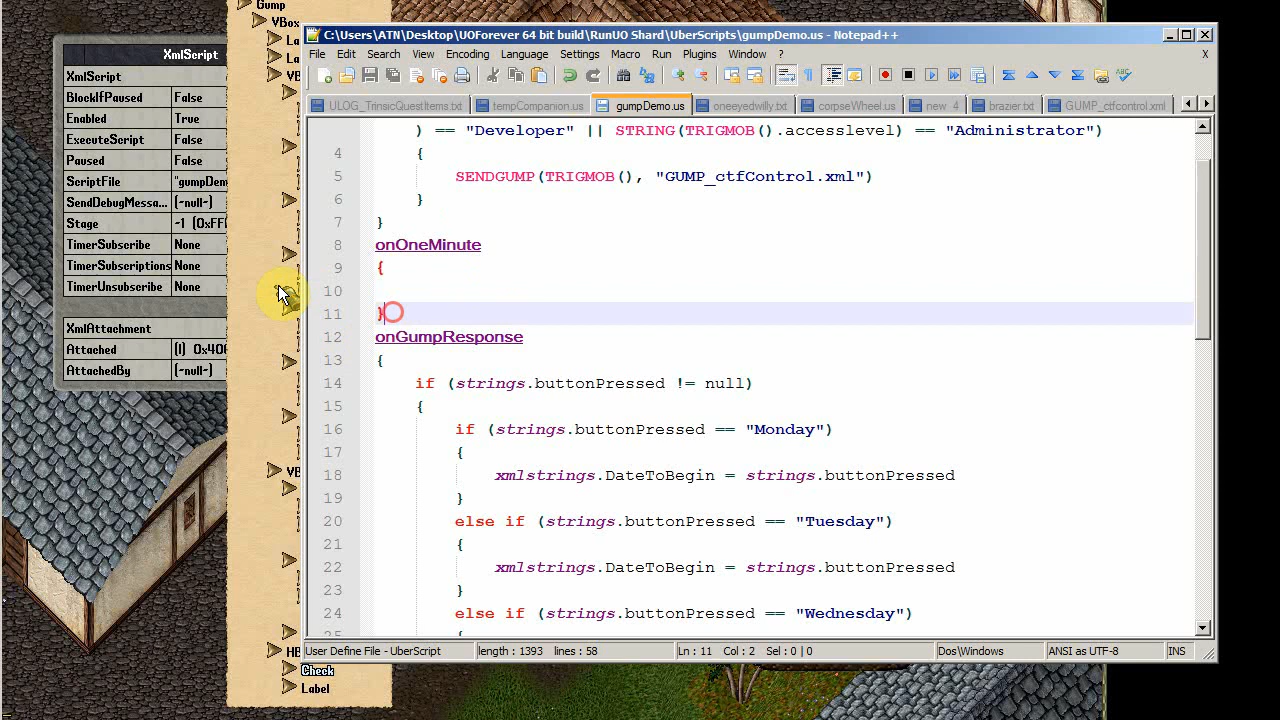 Gump
VBox
La
La
VB
VB
HB
Check
Label
XmlScript
XmlScript
BlockIfPaused False
Enabled True
ExecuteScript False
Paused False
ScriptFile "gumpDem
SendDebugMessa... (-null-)
Stage -1 (0xFF
TimerSubscribe None
TimerSubscriptions None
TimerUnsubscribe None
XmlAttachment
Attached (I) 0x400
AttachedBy (-null-)
C:\Users\ATN\Desktop\UOForever 64 bit build\RunUO Shard\UberScripts\gumpDemo.us - Notepad++
File Edit Search View Encoding Language Settings Macro Run Plugins Window ? X
ULOG_TrinsicQuestItems.txt tempCompanion.us gumpDemo.us oneeyedwilly.txt corpseWheel.us new 4 brazier.txt GUMP_ctfcontrol.xml
) == "Developer" || STRING(TRIGMOB().accesslevel) == "Administrator")
4 {
5 SENDGUMP(TRIGMOB(), "GUMP_ctfControl.xml")
6 }
7 }
8 onOneMinute
9 {
10
11 }
12 onGumpResponse
13 {
14 if (strings.buttonPressed != null)
15 {
16 if (strings.buttonPressed == "Monday")
17 {
18 xmlstrings.DateToBegin = strings.buttonPressed
19 }
20 else if (strings.buttonPressed == "Tuesday")
21 {
22 xmlstrings.DateToBegin = strings.buttonPressed
23 }
24 else if (strings.buttonPressed == "Wednesday")
25 {
User Define File - UberScript length : 1393 lines : 58 Ln : 11 Col : 2 Sel : 0 | 0 Dos\Windows ANSI as UTF-8 INS